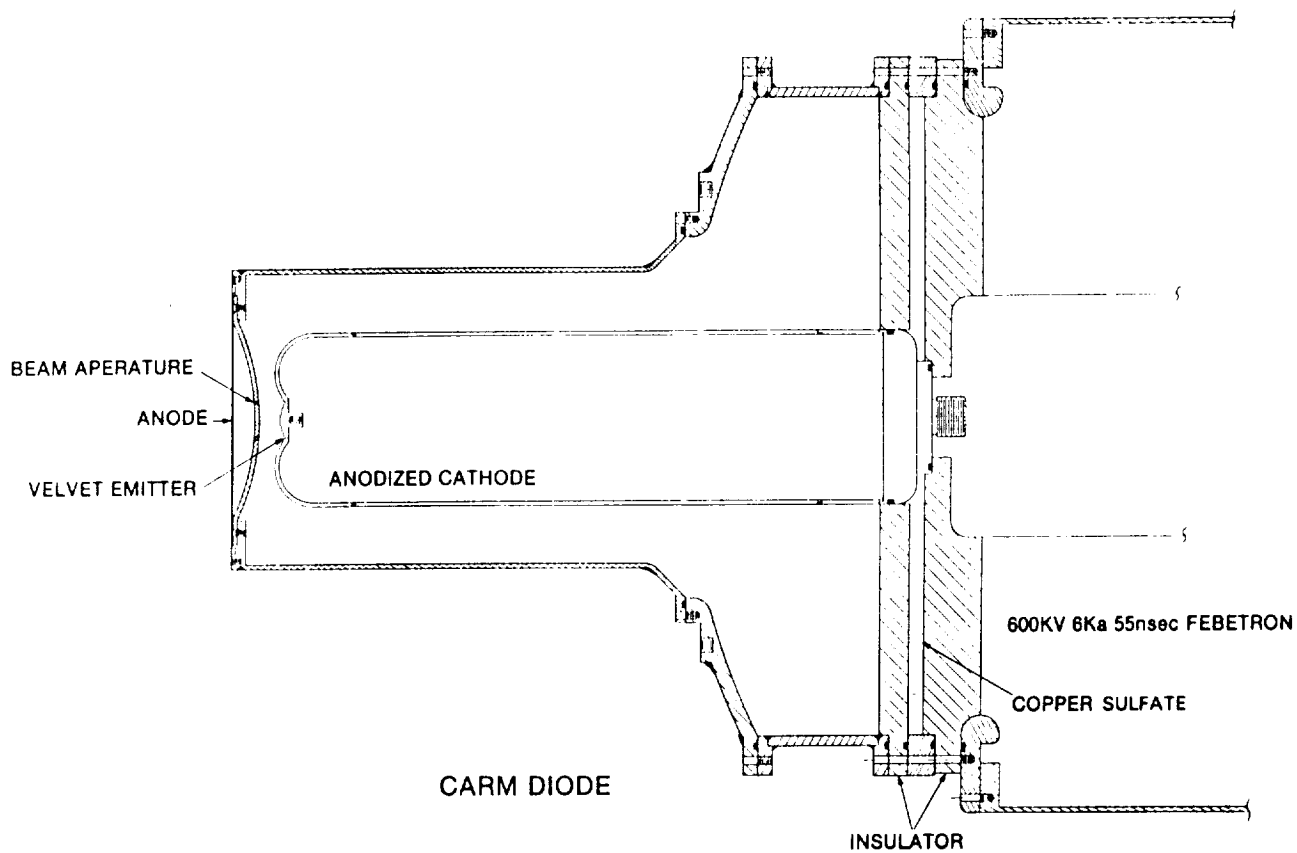 BEAM APERATURE
ANODE
VELVET EMITTER
ANODIZED CATHODE
600KV 6Ka 55nsec FEBETRON
COPPER SULFATE
CARM DIODE
INSULATOR